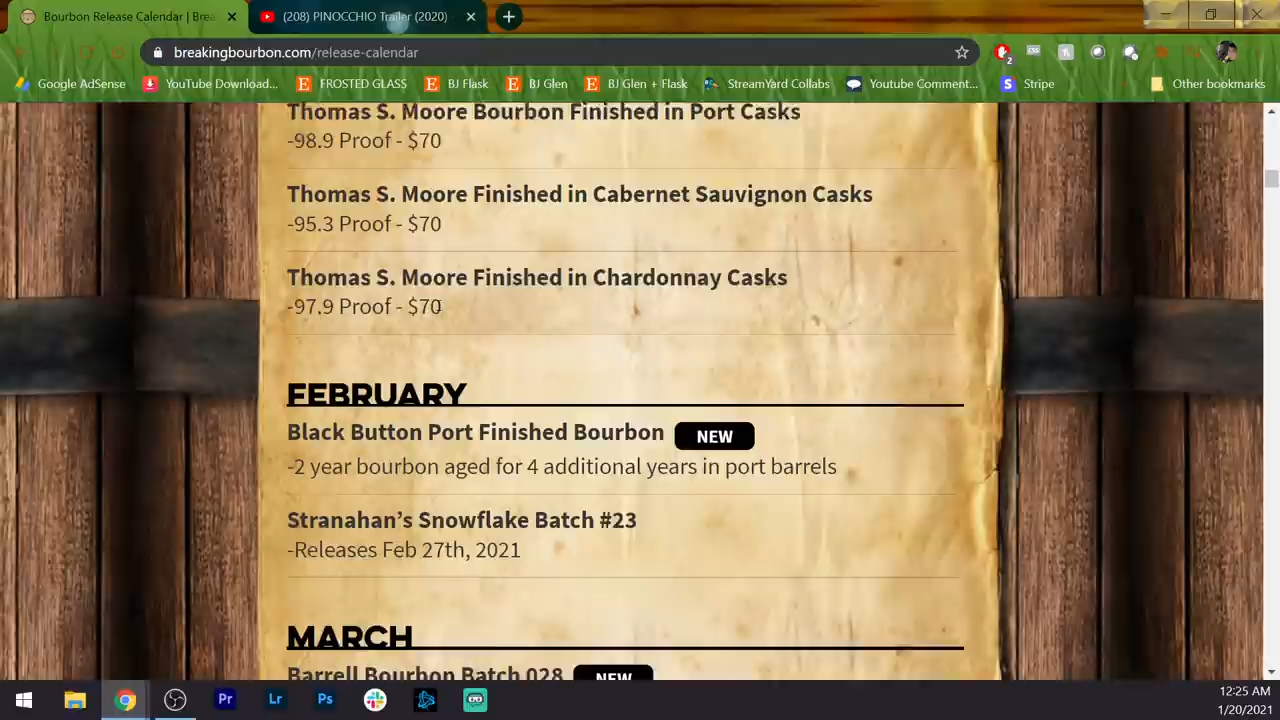 Bourbon Release Calendar | Brea
(208) PINOCCHIO Trailer (2020)
breakingbourbon.com/release-calendar
2
Google AdSense
YouTube Download...
FROSTED GLASS
BJ Flask
BJ Glen
BJ Glen + Flask
StreamYard Collabs
Youtube Comment...
Stripe
Other bookmarks
Thomas S. Moore Bourbon Finished in Port Casks
-98.9 Proof - $70
Thomas S. Moore Finished in Cabernet Sauvignon Casks
-95.3 Proof - $70
Thomas S. Moore Finished in Chardonnay Casks
-97.9 Proof - $70
FEBRUARY
Black Button Port Finished Bourbon NEW
-2 year bourbon aged for 4 additional years in port barrels
Stranahan’s Snowflake Batch #23
-Releases Feb 27th, 2021
MARCH
Barrell Bourbon Batch 028 NEW
Pr
Lr
Ps
12:25 AM
1/20/2021